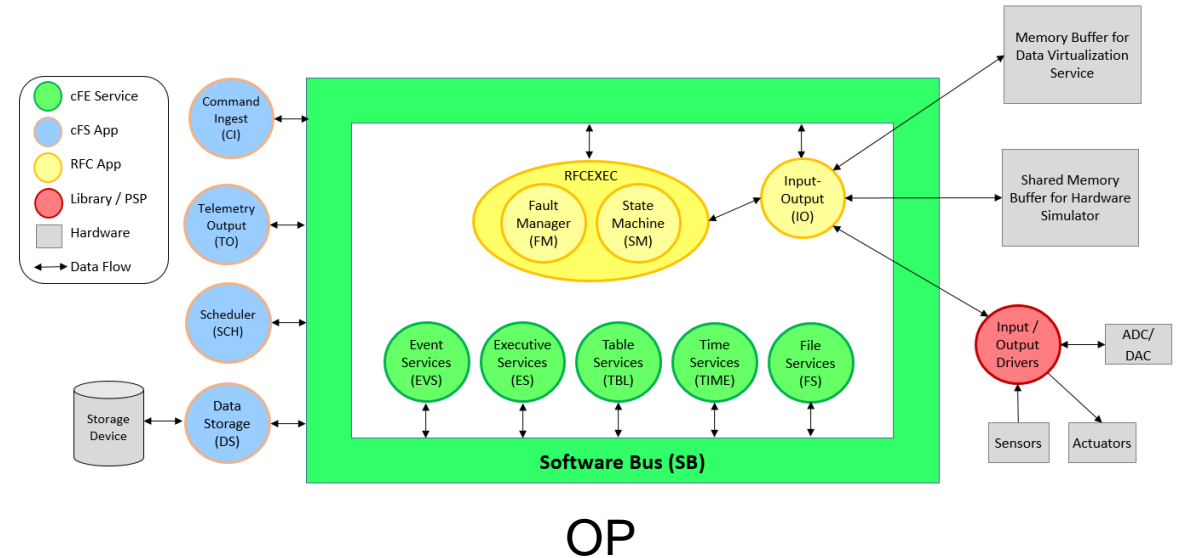 cFE Service
cFS App
RFC App
Library / PSP
Hardware
Data Flow
Command
Ingest
(CI)
Telemetry
Output
(TO)
Scheduler
(SCH)
Data
Storage
(DS)
Storage
Device
RFCEXEC
Fault
Manager
(FM)
State
Machine
(SM)
Input-
Output
(IO)
Event
Services
(EVS)
Executive
Services
(ES)
Table
Services
(TBL)
Time
Services
(TIME)
File
Services
(FS)
Software Bus (SB)
Memory Buffer for
Data Virtualization
Service
Shared Memory
Buffer for Hardware
Simulator
Input /
Output
Drivers
ADC/
DAC
Sensors
Actuators
OP